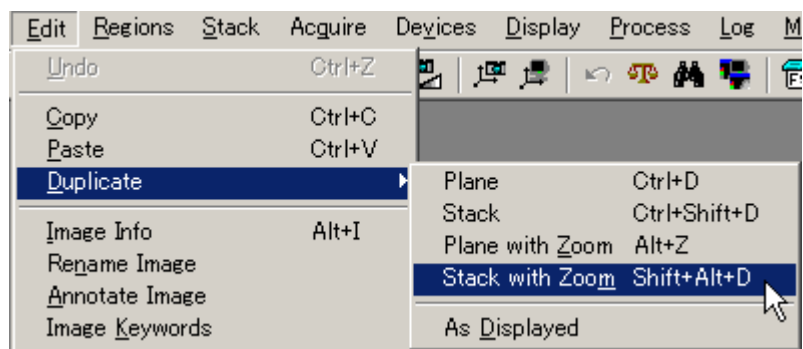 Edit Regions Stack Acquire Devices Display Process Log M
Undo Ctrl+Z
Copy Ctrl+C
Paste Ctrl+V
Duplicate
Plane Ctrl+D
Stack Ctrl+Shift+D
Plane with Zoom Alt+Z
Stack with Zoom Shift+Alt+D
As Displayed
Image Info Alt+I
Rename Image
Annotate Image
Image Keywords